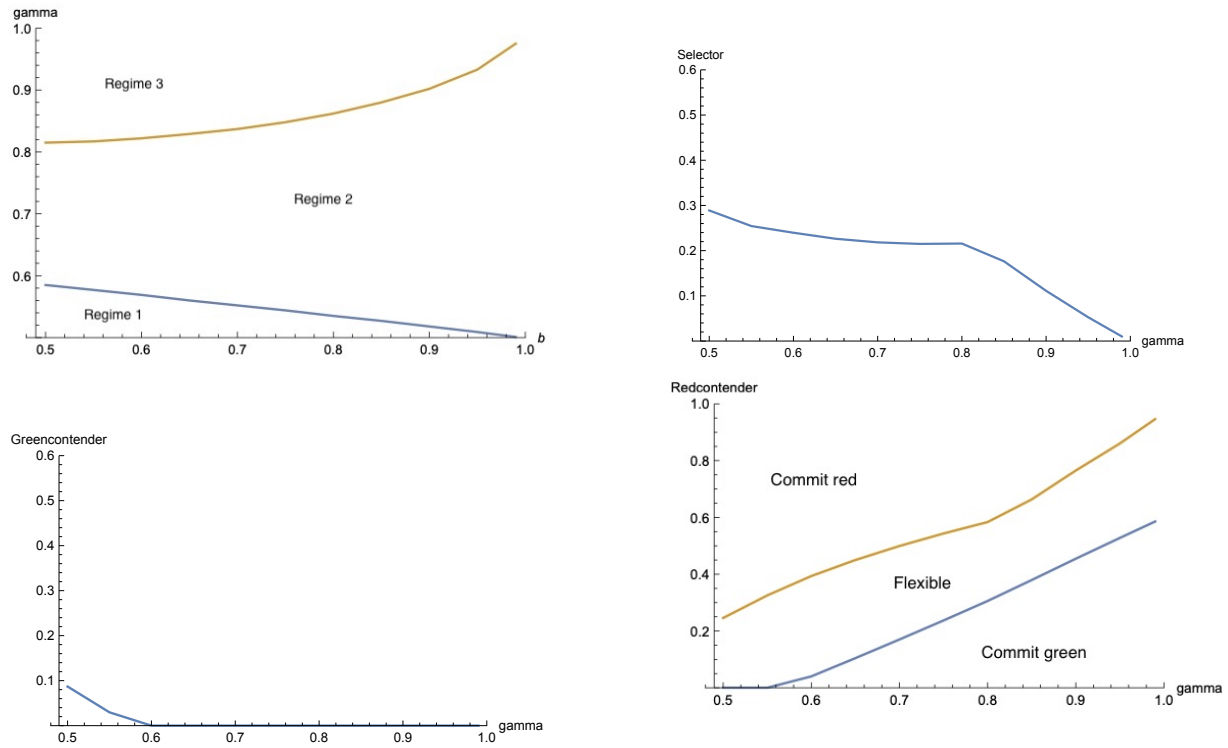 gamma
1.0
0.9
0.8
0.7
0.6
Regime 3
Regime 2
Regime 1
0.5 0.6 0.7 0.8 0.9 1.0
b
Selector
0.6
0.5
0.4
0.3
0.2
0.1
0.5 0.6 0.7 0.8 0.9 1.0
gamma
Greencontender
0.6
0.5
0.4
0.3
0.2
0.1
0.5 0.6 0.7 0.8 0.9 1.0
gamma
Redcontender
1.0
0.8
0.6
0.4
0.2
Commit red
Flexible
Commit green
0.5 0.6 0.7 0.8 0.9 1.0
gamma